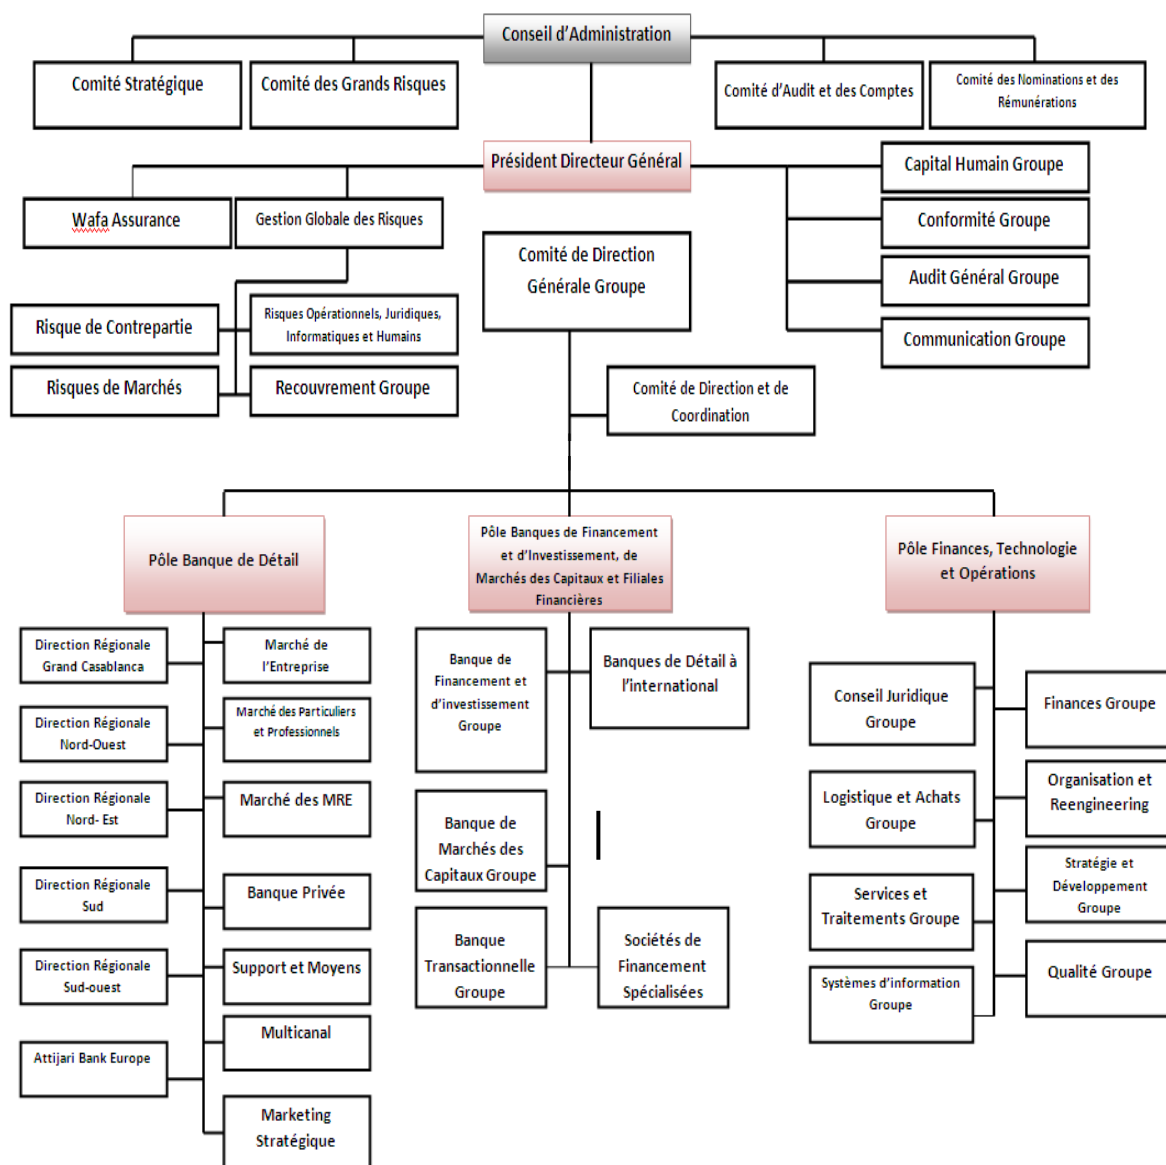 Conseil d'Administration
Comité Stratégique
Comité des Grands Risques
Comité d'Audit et des Comptes
Comité des Nominations et des
Rémunérations
Président Directeur Général
Capital Humain Groupe
Wafa Assurance
Gestion Globale des Risques
Conformité Groupe
Comité de Direction
Générale Groupe
Audit Général Groupe
Risque de Contrepartie
Risques Opérationnels, Juridiques,
Informatiques et Humains
Communication Groupe
Risques de Marchés
Recouvrement Groupe
Comité de Direction et de
Coordination
Pôle Banque de Détail
Pôle Banques de Financement
et d'Investissement, de
Marchés des Capitaux et Filiales
Financières
Pôle Finances, Technologie
et Opérations
Direction Régionale
Grand Casablanca
Marché de
l'Entreprise
Direction Régionale
Nord-Ouest
Marché des Particuliers
et Professionnels
Direction Régionale
Nord- Est
Marché des MRE
Direction Régionale
Sud
Banque Privée
Direction Régionale
Sud-ouest
Support et Moyens
Multicanal
Attijari Bank Europe
Marketing
Stratégique
Banque de
Financement et
d'investissement
Groupe
Banques de Détail à
l'international
Banque de
Marchés des
Capitaux Groupe
Banque
Transactionnelle
Groupe
Sociétés de
Financement
Spécialisées
Conseil Juridique
Groupe
Finances Groupe
Logistique et Achats
Groupe
Organisation et
Reengineering
Services et
Traitements Groupe
Stratégie et
Développement
Groupe
Systèmes d'information
Groupe
Qualité Groupe